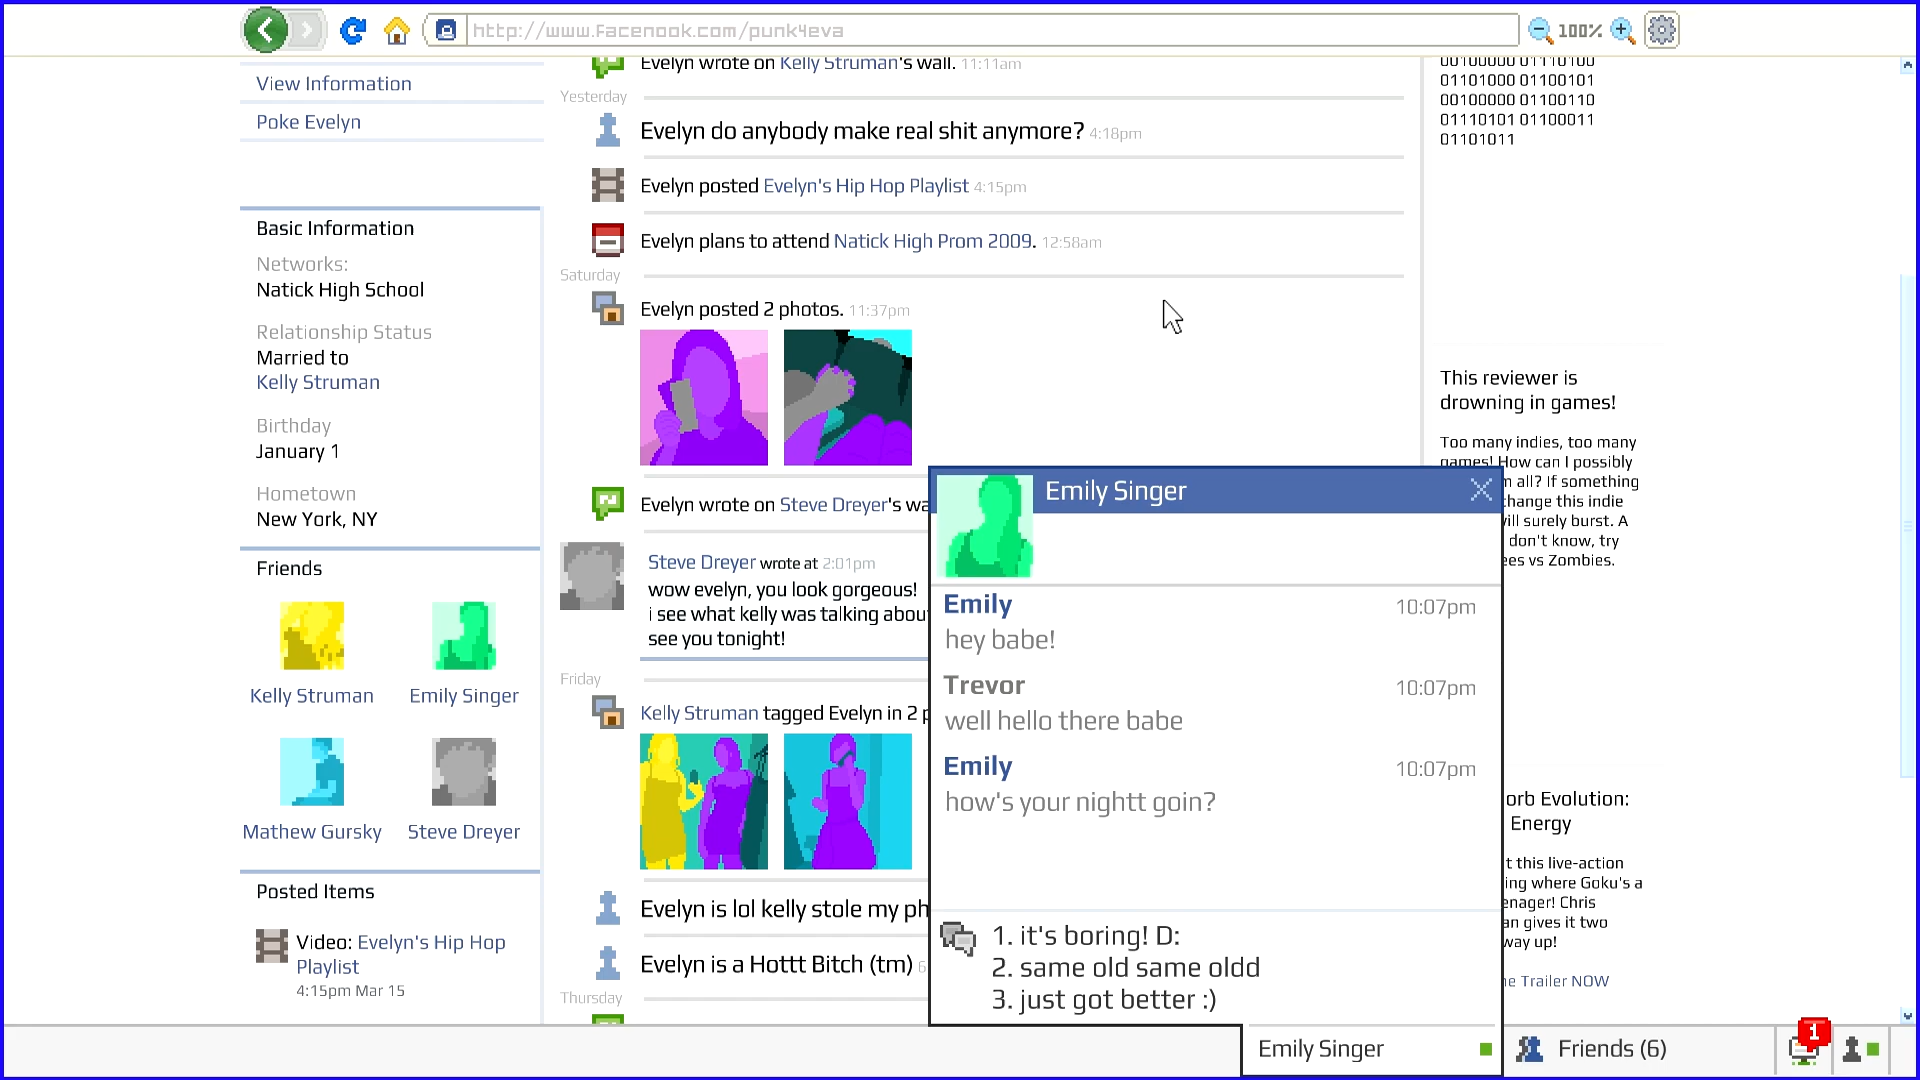 http://www.facenook.com/punk4eva
100%
View Information
Poke Evelyn
Basic Information
Networks:
Natick High School
Relationship Status
Married to
Kelly Struman
Birthday
January 1
Hometown
New York, NY
Friends
Kelly Struman
Emily Singer
Mathew Gursky
Steve Dreyer
Posted Items
Video: Evelyn's Hip Hop
Playlist
4:15pm Mar 15
Evelyn wrote on Kelly Struman's wall. 11:11am
Yesterday
Evelyn do anybody make real shit anymore? 4:18pm
Evelyn posted Evelyn's Hip Hop Playlist 4:15pm
Evelyn plans to attend Natick High Prom 2009. 12:58am
Saturday
Evelyn posted 2 photos. 11:37pm
Evelyn wrote on Steve Dreyer's wa
Steve Dreyer wrote at 2:01pm
wow evelyn, you look gorgeous!
i see what kelly was talking abou
see you tonight!
Friday
Kelly Struman tagged Evelyn in 2 p
Evelyn is lol kelly stole my ph
Evelyn is a Hottt Bitch (tm) 6
Thursday
00100000 01110100
01101000 01100101
00100000 01100110
01110101 01100011
01101011
This reviewer is
drowning in games!
Too many indies, too many
games! How can I possibly
m all? If something
change this indie
will surely burst. A
don't know, try
ees vs Zombies.
orb Evolution:
Energy
t this live-action
ing where Goku's a
enager! Chris
an gives it two
way up!
e Trailer NOW
Emily Singer
Emily 10:07pm
hey babe!
Trevor 10:07pm
well hello there babe
Emily 10:07pm
how's your nightt goin?
1. it's boring! D:
2. same old same oldd
3. just got better :)
Emily Singer
Friends (6)
1